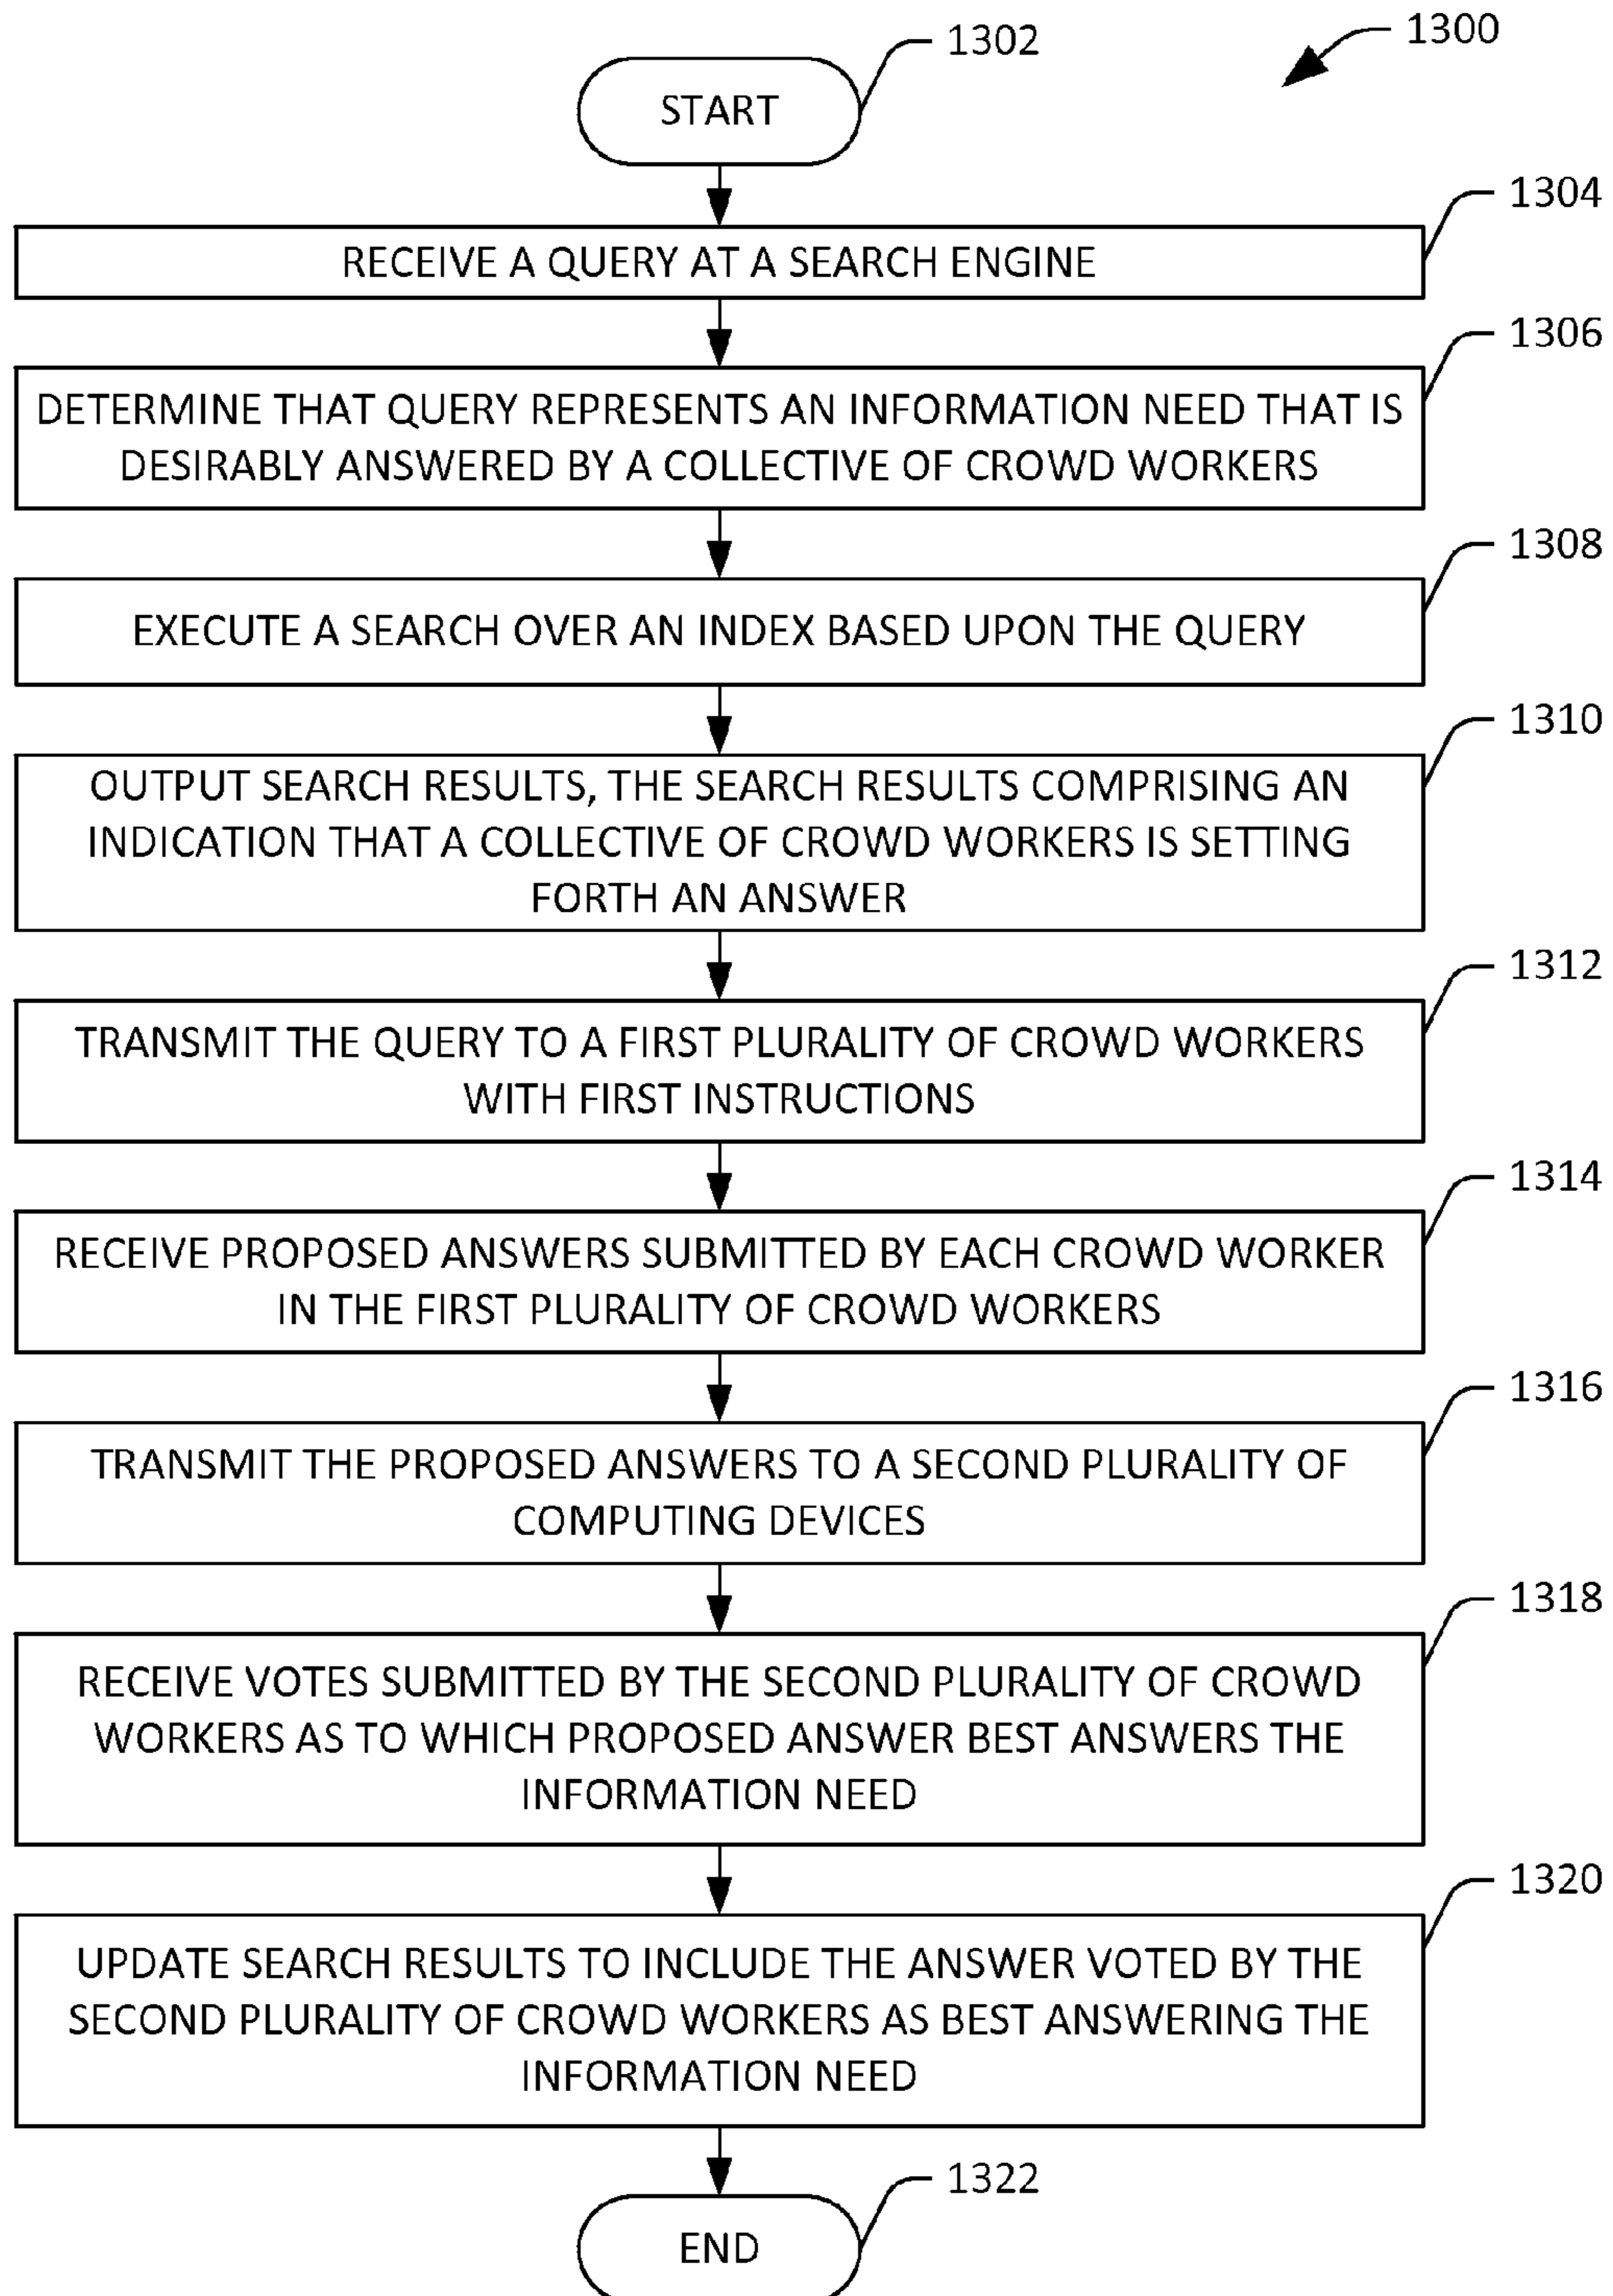 1300
1302
START
1304
RECEIVE A QUERY AT A SEARCH ENGINE
1306
DETERMINE THAT QUERY REPRESENTS AN INFORMATION NEED THAT IS
DESIRABLY ANSWERED BY A COLLECTIVE OF CROWD WORKERS
1308
EXECUTE A SEARCH OVER AN INDEX BASED UPON THE QUERY
1310
OUTPUT SEARCH RESULTS, THE SEARCH RESULTS COMPRISING AN
INDICATION THAT A COLLECTIVE OF CROWD WORKERS IS SETTING
FORTH AN ANSWER
1312
TRANSMIT THE QUERY TO A FIRST PLURALITY OF CROWD WORKERS
WITH FIRST INSTRUCTIONS
1314
RECEIVE PROPOSED ANSWERS SUBMITTED BY EACH CROWD WORKER
IN THE FIRST PLURALITY OF CROWD WORKERS
1316
TRANSMIT THE PROPOSED ANSWERS TO A SECOND PLURALITY OF
COMPUTING DEVICES
1318
RECEIVE VOTES SUBMITTED BY THE SECOND PLURALITY OF CROWD
WORKERS AS TO WHICH PROPOSED ANSWER BEST ANSWERS THE
INFORMATION NEED
1320
UPDATE SEARCH RESULTS TO INCLUDE THE ANSWER VOTED BY THE
SECOND PLURALITY OF CROWD WORKERS AS BEST ANSWERING THE
INFORMATION NEED
1322
END